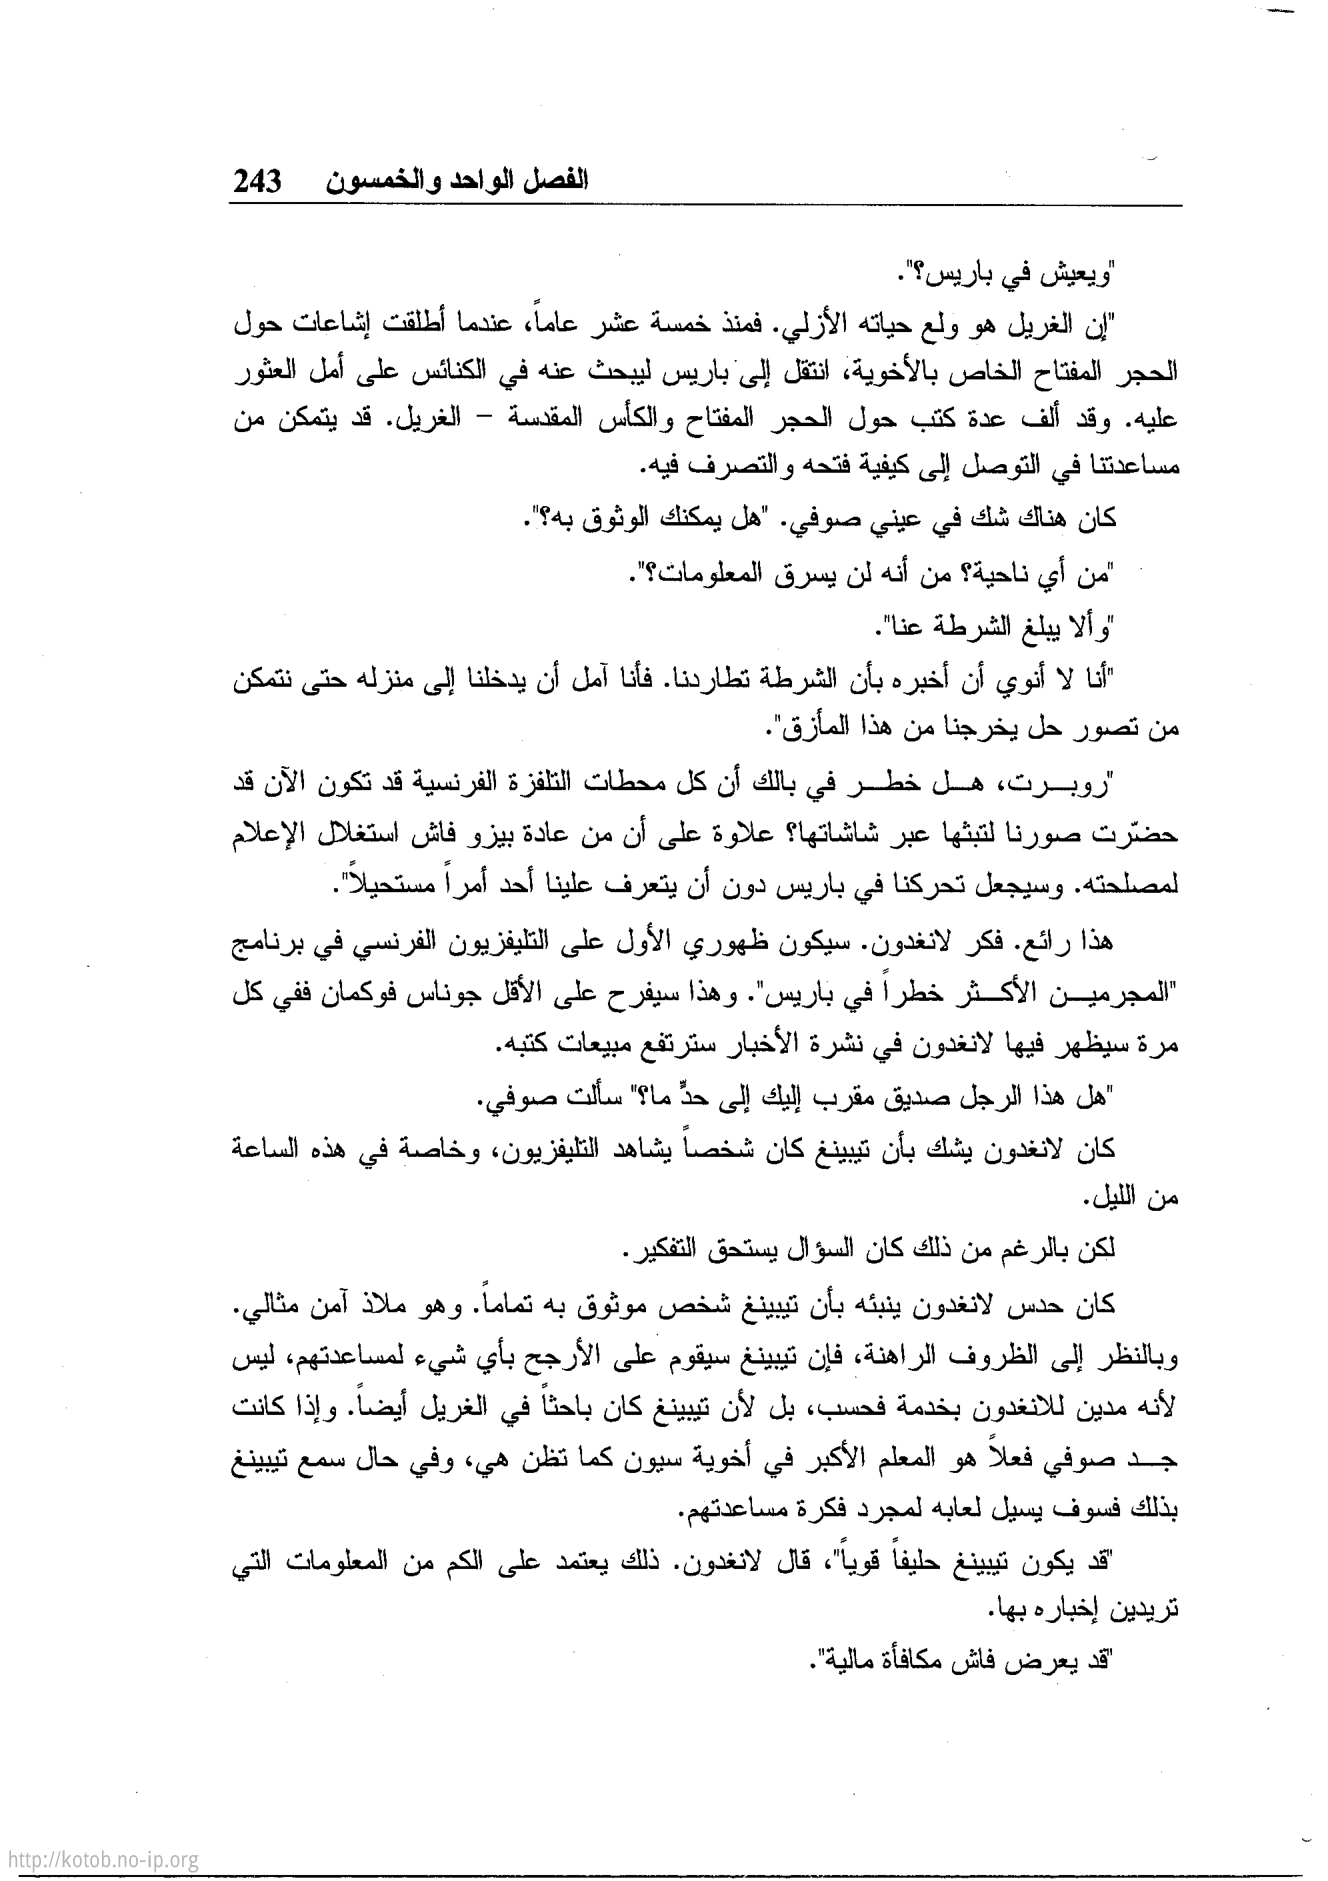 الفصل الواحد والخمسون 243
"ويعيش في باريس؟".
"إن الغريل هو ولع حياته الأزلي. فمنذ خمسة عشر عاماً، عندما أطلقت إشاعات حول
الحجر المفتاح الخاص بالأخوية، انتقل إلى باريس ليبحث عنه في الكنائس على أمل العثور
عليه. وقد ألف عدة كتب حول الحجر المفتاح والكأس المقدسة – الغريل. قد يتمكن من
مساعدتنا في التوصل إلى كيفية فتحه والتصرف فيه.
كان هناك شك في عيني صوفي. "هل يمكنك الوثوق به؟".
"من أي ناحية؟ من أنه لن يسرق المعلومات؟".
"وألا يبلغ الشرطة عنا".
"أنا لا أنوي أن أخبره بأن الشرطة تطاردنا. فأنا آمل أن يدخلنا إلى منزله حتى نتمكن
من تصور حل يخرجنا من هذا المأزق".
"روبرت، هل خطر في بالك أن كل محطات التلفزة الفرنسية قد تكون الآن قد
حضّرت صورنا لتبثها عبر شاشاتها؟ علاوة على أن من عادة بيزو فاش استغلال الإعلام
لمصلحته. وسيجعل تحركنا في باريس دون أن يتعرف علينا أحد أمراً مستحيلاً".
هذا رائع. فكر لانغدون. سيكون ظهوري الأول على التليفزيون الفرنسي في برنامج
"المجرمين الأكثر خطراً في باريس". وهذا سيفرح على الأقل جوناس فوكمان ففي كل
مرة سيظهر فيها لانغدون في نشرة الأخبار سترتفع مبيعات كتبه.
"هل هذا الرجل صديق مقرب إليك إلى حدٍّ ما؟" سألت صوفي.
كان لانغدون يشك بأن تيبينغ كان شخصاً يشاهد التليفزيون، وخاصة في هذه الساعة
من الليل.
لكن بالرغم من ذلك كان السؤال يستحق التفكير.
كان حدس لانغدون ينبئه بأن تيبينغ شخص موثوق به تماماً. وهو ملاذ آمن مثالي.
وبالنظر إلى الظروف الراهنة، فإن تيبينغ سيقوم على الأرجح بأي شيء لمساعدتهم، ليس
لأنه مدين للانغدون بخدمة فحسب، بل لأن تيبينغ كان باحثاً في الغريل أيضاً. وإذا كانت
جد صوفي فعلاً هو المعلم الأكبر في أخوية سيون كما تظن هي، وفي حال سمع تيبينغ
بذلك فسوف يسيل لعابه لمجرد فكرة مساعدتهم.
"قد يكون تيبينغ حليفاً قوياً"، قال لانغدون. ذلك يعتمد على الكم من المعلومات التي
تريدين إخباره بها.
"قد يعرض فاش مكافأة مالية".
http://kotob.no-ip.org